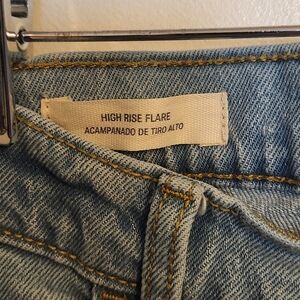 HIGH RISE FLARE
ACAMPANADO DE TIRO ALTO